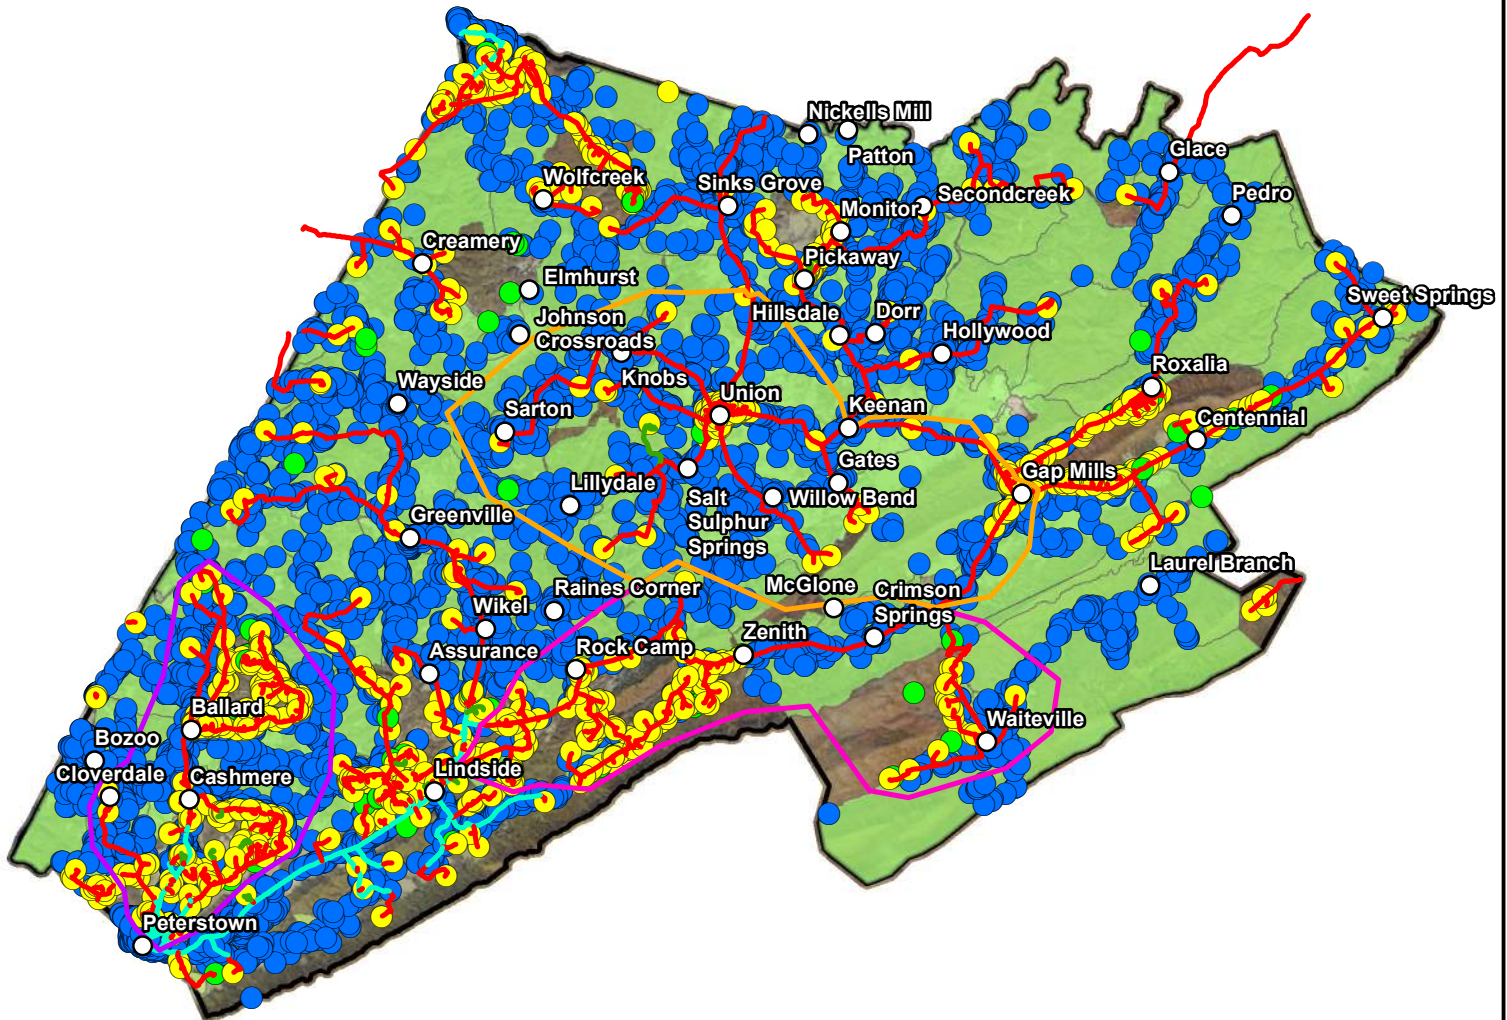 Nickells Mill
Patton
Glace
Wolfcreek
Sinks Grove
Secondcreek
Pedro
Monitor
Creamery
Pickaway
Elmhurst
Sweet Springs
Johnson
Crossroads
Hillsdale
Dorr
Hollywood
Roxalia
Wayside
Knobs
Union
Sarton
Keenan
Centennial
Gates
Gap Mills
Lillydale
Salt
Sulphur
Springs
Willow Bend
Greenville
Laurel Branch
Raines Corner
McGlone
Crimson
Springs
Wikel
Zenith
Assurance
Rock Camp
Ballard
Waiteville
Bozoo
Cloverdale
Cashmere
Lindside
Peterstown